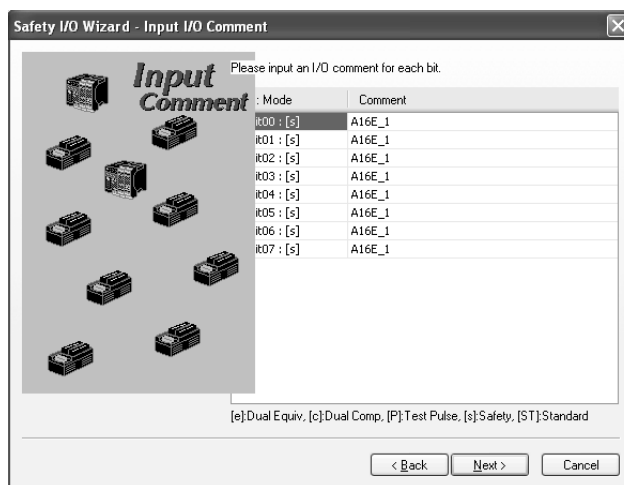 Safety I/O Wizard - Input I/O Comment
Input
Comment
Please input an I/O comment for each bit.
: Mode Comment
it00 : [s] A16E_1
it01 : [s] A16E_1
it02 : [s] A16E_1
it03 : [s] A16E_1
it04 : [s] A16E_1
it05 : [s] A16E_1
it06 : [s] A16E_1
it07 : [s] A16E_1
[e]:Dual Equiv, [c]:Dual Comp, [P]:Test Pulse, [s]:Safety, [ST]:Standard
< Back Next > Cancel